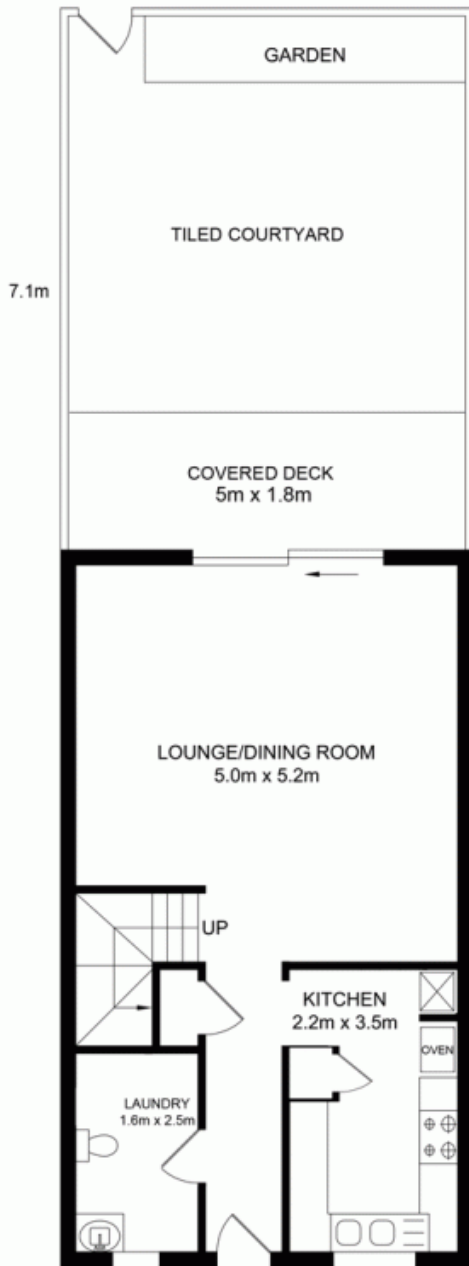 GARDEN
TILED COURTYARD
7.1m
COVERED DECK
5m x 1.8m
LOUNGE/DINING ROOM
5.0m x 5.2m
UP
KITCHEN
2.2m x 3.5m
OVEN
LAUNDRY
1.6m x 2.5m